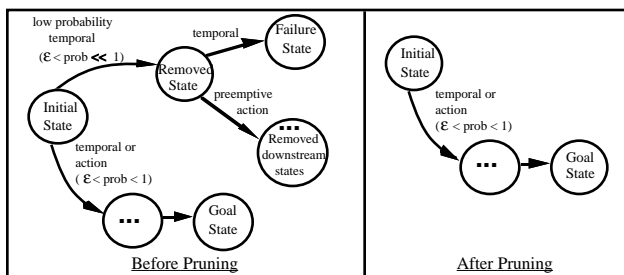 low probability
temporal
(ε < prob << 1)
temporal
Failure
State
Removed
State
preemptive
action
Initial
State
...
Removed
downstream
states
temporal or
action
( ε < prob < 1)
...
Goal
State
Before Pruning
Initial
State
temporal or
action
(ε < prob < 1)
...
Goal
State
After Pruning